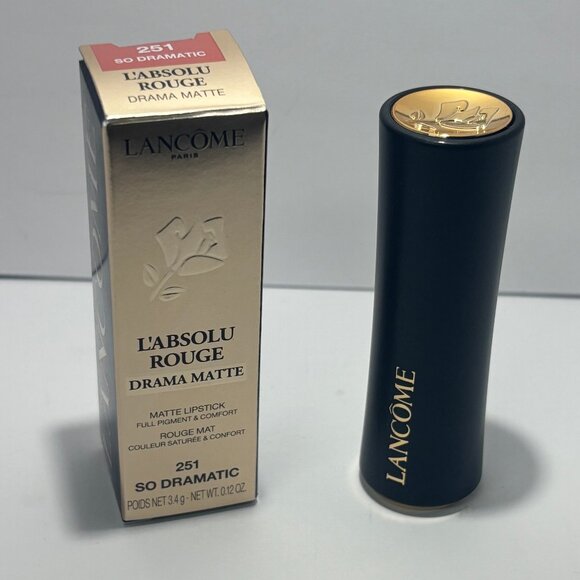 251
SO DRAMATIC
L'ABSOLU
ROUGE
DRAMA MATTE
LANCÔME
PARIS
L'ABSOLU
ROUGE
DRAMA MATTE
MATTE LIPSTICK
FULL PIGMENT & COMFORT
ROUGE MAT
COULEUR SATURÉE & CONFORT
251
SO DRAMATIC
POIDS NET 3.4 g - NET WT. 0.12 OZ.
LANCÔME